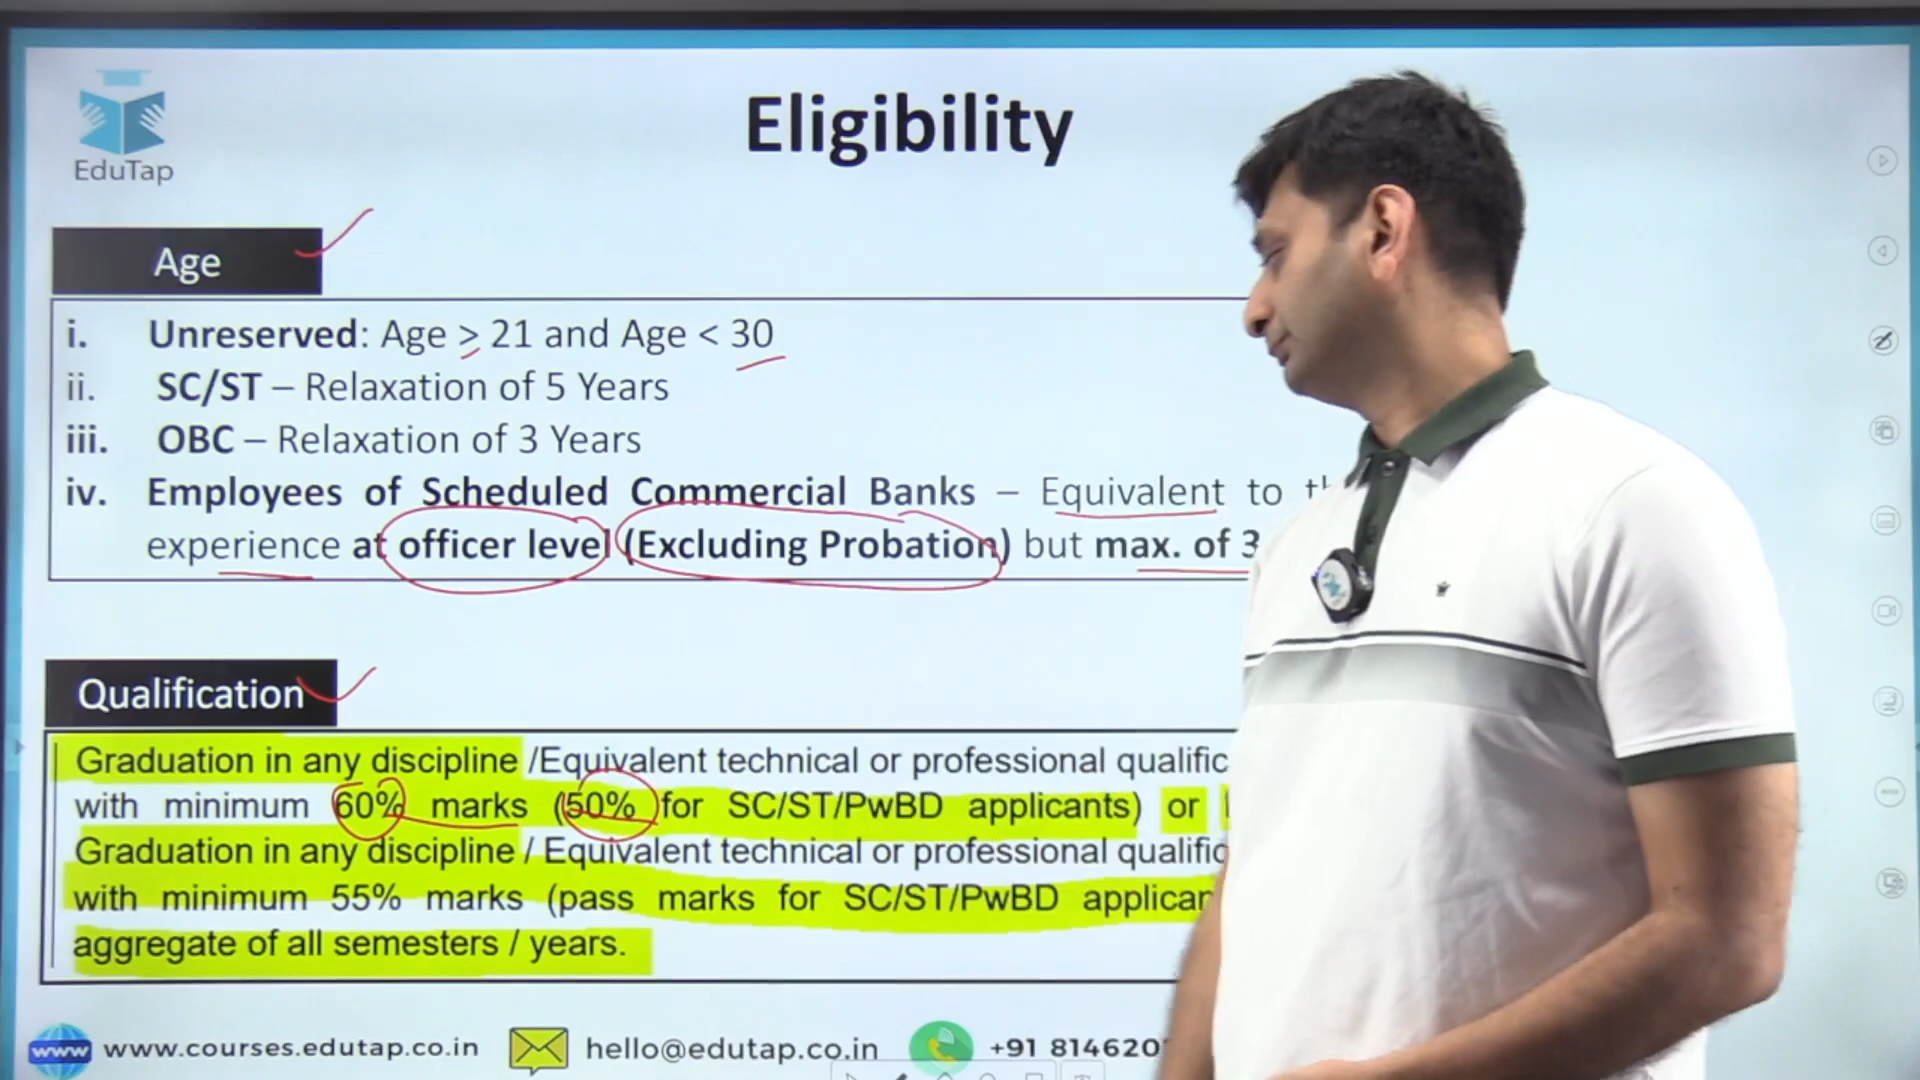 EduTap
Eligibility
Age
i. Unreserved: Age > 21 and Age < 30
ii. SC/ST – Relaxation of 5 Years
iii. OBC – Relaxation of 3 Years
iv. Employees of Scheduled Commercial Banks – Equivalent to
experience at officer level (Excluding Probation) but max. of 3
Qualification
Graduation in any discipline /Equivalent technical or professional
with minimum 60% marks (50% for SC/ST/PwBD applicants) or
Graduation in any discipline / Equivalent technical or professional
with minimum 55% marks (pass marks for SC/ST/PwBD
aggregate of all semesters / years.
www www.courses.edutap.co.in hello@edutap.co.in +91 814620